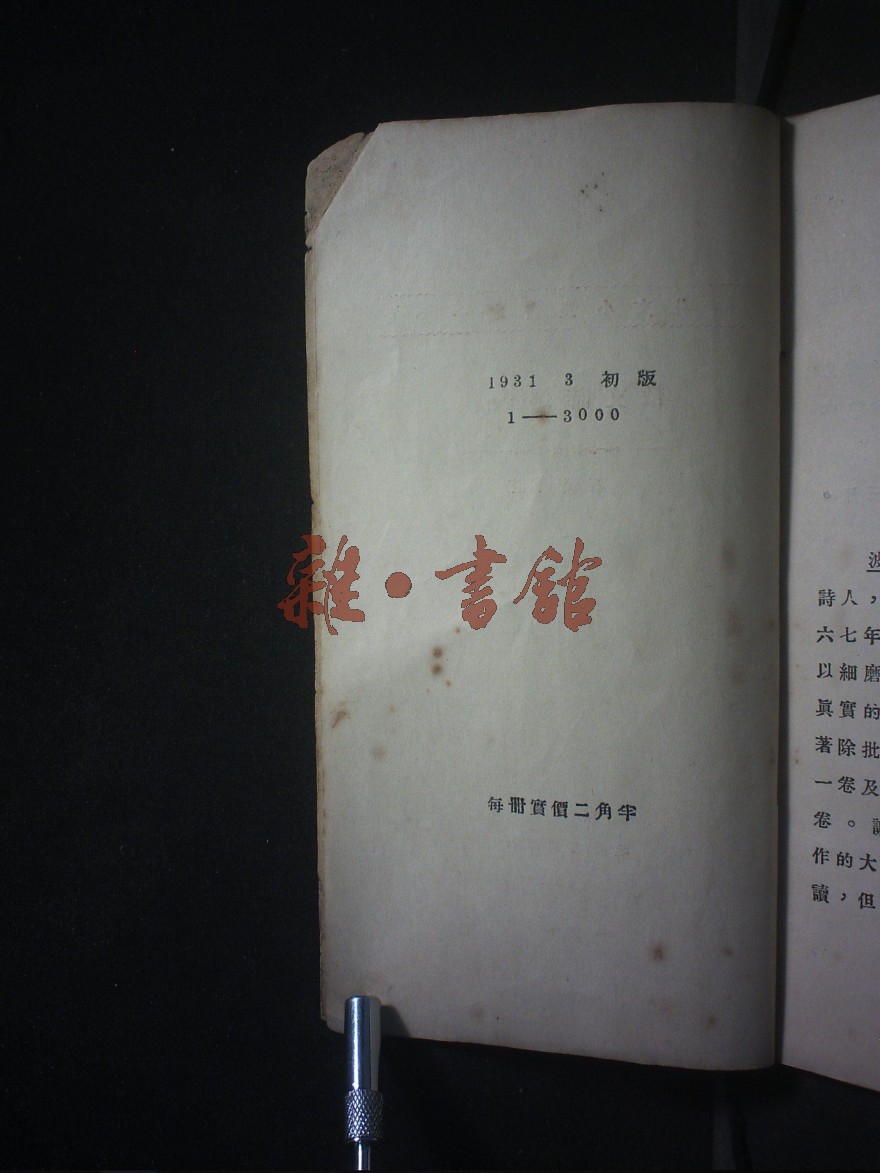 1931 3 初版
1——3000
雜・書舘
每冊實價二角半
。
波
詩人，
六七年
以細磨
眞實的
著除批
一卷及
卷。
作的大
讀，但